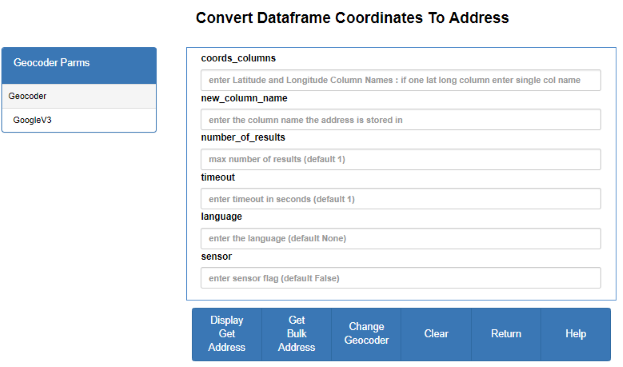 Convert Dataframe Coordinates To Address
Geocoder Parms
Geocoder
GoogleV3
coords_columns
enter Latitude and Longitude Column Names : if one lat long column enter single col name
new_column_name
enter the column name the address is stored in
number_of_results
max number of results (default 1)
timeout
enter timeout in seconds (default 1)
language
enter the language (default None)
sensor
enter sensor flag (default False)
Display
Get
Address
Get
Bulk
Address
Change
Geocoder
Clear
Return
Help